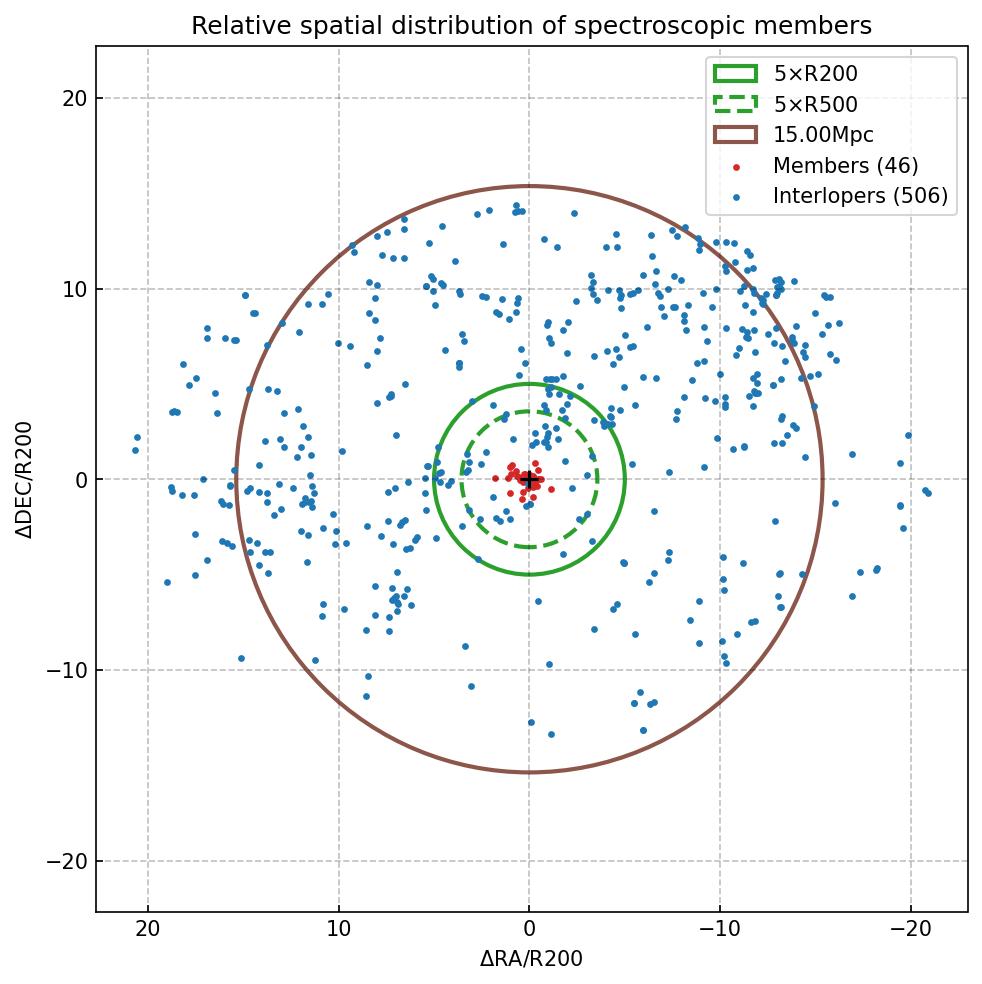 Relative spatial distribution of spectroscopic members
5×R200
5×R500
15.00Mpc
Members (46)
Interlopers (506)
20
10
0
−10
−20
ΔDEC/R200
20
10
0
−10
−20
ΔRA/R200